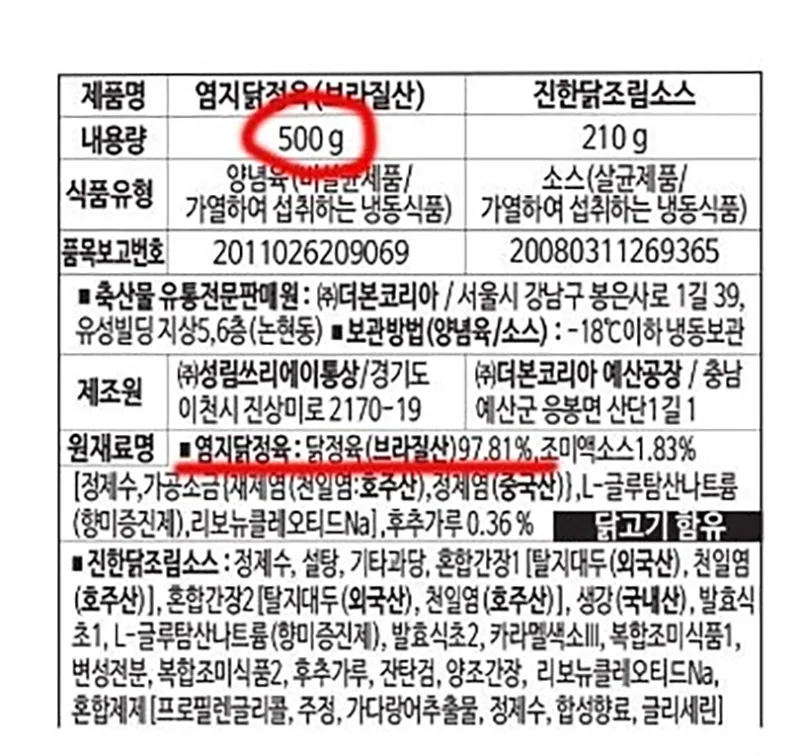 제품명 염지닭정육(브라질산) 진한닭조림소스
내용량 500g 210g
식품유형 양념육(비살균제품/가열하여 섭취하는 냉동식품) 소스(살균제품/가열하여 섭취하는 냉동식품)
품목보고번호 2011026209069 20080311269365
■ 축산물 유통전문판매원 : ㈜더본코리아 / 서울시 강남구 봉은사로 1길 39,
유성빌딩 지상5,6층(논현동) ■ 보관방법(양념육/소스) : -18℃이하 냉동보관
제조원 ㈜성림쓰리에이통상/경기도 이천시 진상미로 2170-19 ㈜더본코리아 예산공장 / 충남 예산군 응봉면 산단1길 1
원재료명 ■ 염지닭정육 : 닭정육(브라질산)97.81%, 조미액소스1.83%
[정제수,가공소금{재제염(천일염:호주산),정제염(중국산)},L-글루탐산나트륨
(향미증진제),리보뉴클레오티드Na],후추가루 0.36% 닭고기 함유
■ 진한닭조림소스 : 정제수, 설탕, 기타과당, 혼합간장1 [탈지대두(외국산), 천일염
(호주산)], 혼합간장2 [탈지대두(외국산), 천일염(호주산)], 생강(국내산), 발효식
초1, L-글루탐산나트륨(향미증진제), 발효식초2, 카라멜색소III, 복합조미식품1,
변성전분, 복합조미식품2, 후추가루, 잔탄검, 양조간장, 리보뉴클레오티드Na,
혼합제제 [프로필렌글리콜, 주정, 가다랑어추출물, 정제수, 합성향료, 글리세린]